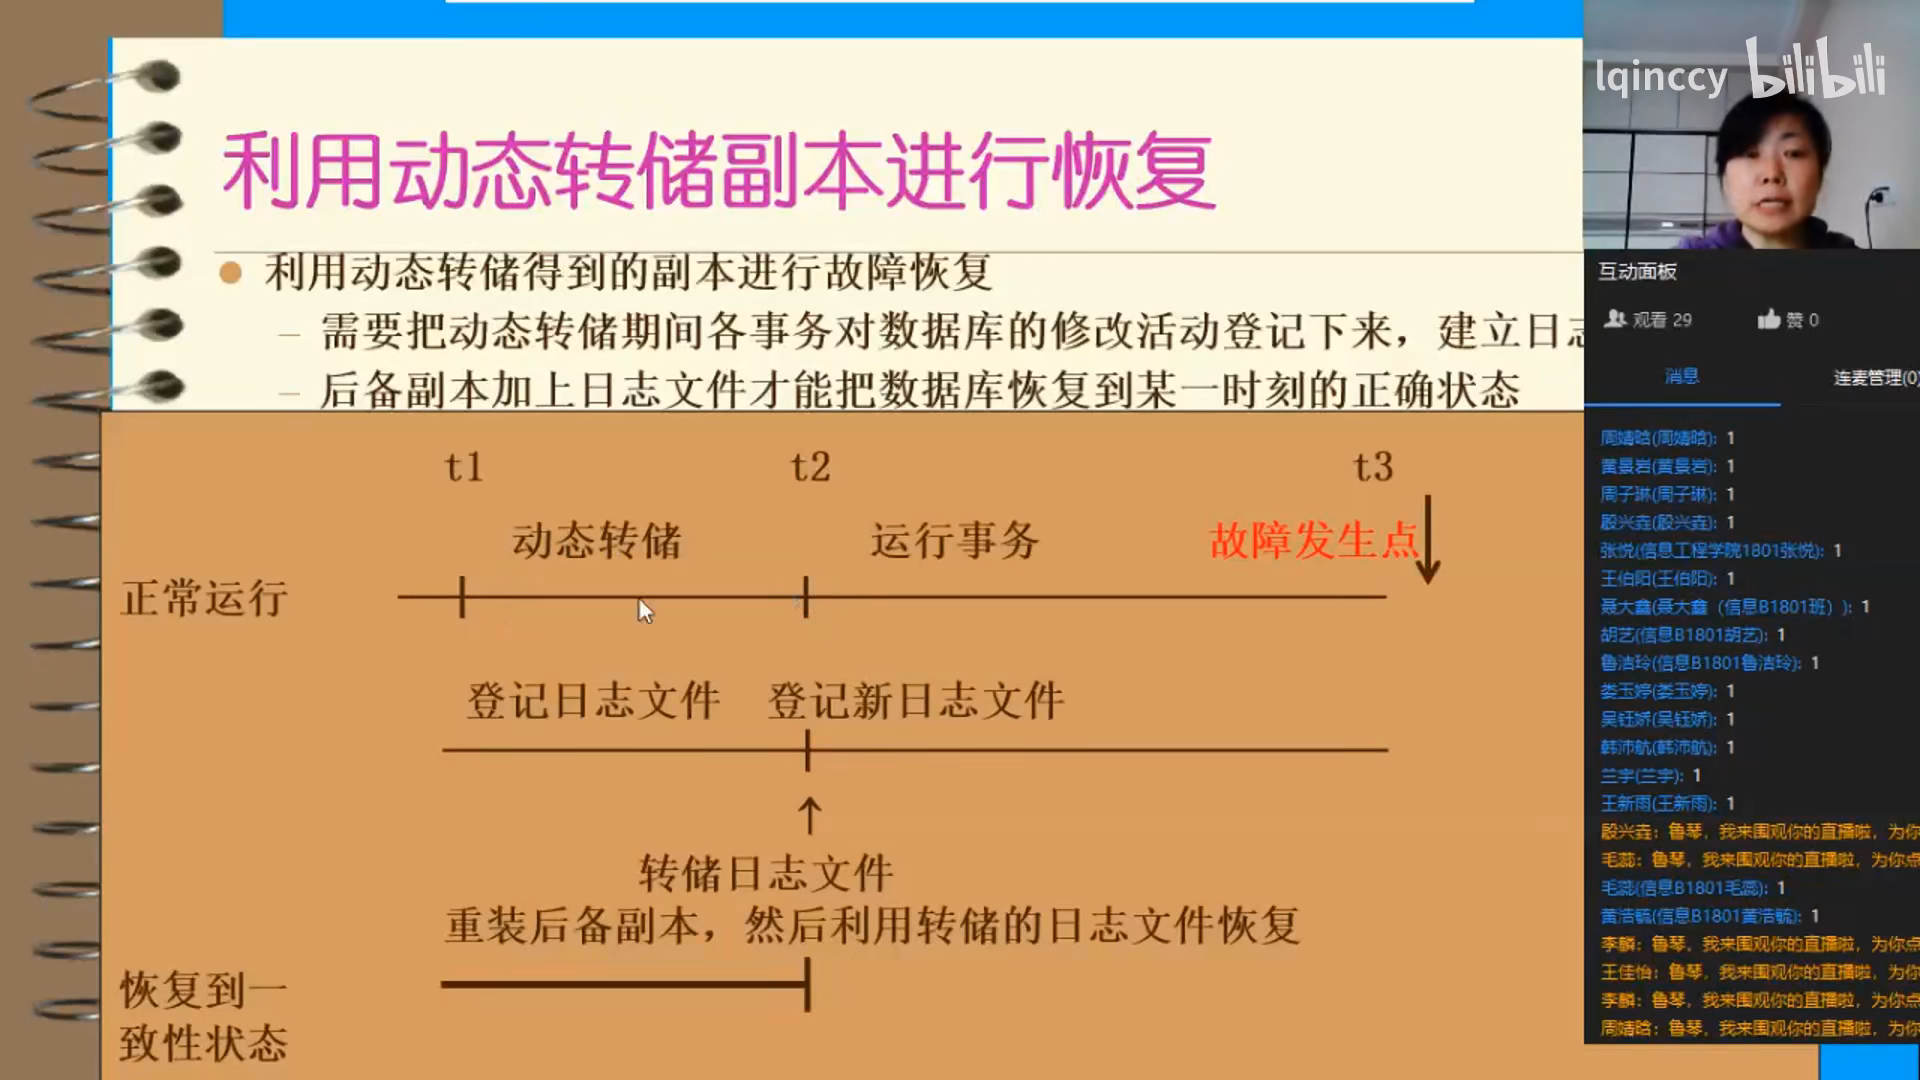 利用动态转储副本进行恢复
利用动态转储得到的副本进行故障恢复
– 需要把动态转储期间各事务对数据库的修改活动登记下来，建立日志
– 后备副本加上日志文件才能把数据库恢复到某一时刻的正确状态
t1 t2 t3
动态转储 运行事务 故障发生点
正常运行
登记日志文件 登记新日志文件
转储日志文件
重装后备副本，然后利用转储的日志文件恢复
恢复到一
致性状态
lqinccy bilibili
互动面板
观看 29 赞 0
消息 连麦管理(0)
周婧晗(周婧晗): 1
黄景岩(黄景岩): 1
周子琳(周子琳): 1
殷兴垚(殷兴垚): 1
张悦(信息工程学院1801张悦): 1
王伯阳(王伯阳): 1
聂大鑫(聂大鑫（信息B1801班）): 1
胡艺(信息B1801胡艺): 1
鲁洁玲(信息B1801鲁洁玲): 1
娄玉婷(娄玉婷): 1
吴钰娇(吴钰娇): 1
韩沛航(韩沛航): 1
兰宇(兰宇): 1
王新雨(王新雨): 1
殷兴垚: 鲁琴，我来围观你的直播啦，为你
毛蕊: 鲁琴，我来围观你的直播啦，为你点
毛蕊(信息B1801毛蕊): 1
黄浩毓(信息B1801黄浩毓): 1
李麟: 鲁琴，我来围观你的直播啦，为你点
王佳怡: 鲁琴，我来围观你的直播啦，为你
李麟: 鲁琴，我来围观你的直播啦，为你点
周婧晗: 鲁琴，我来围观你的直播啦，为你